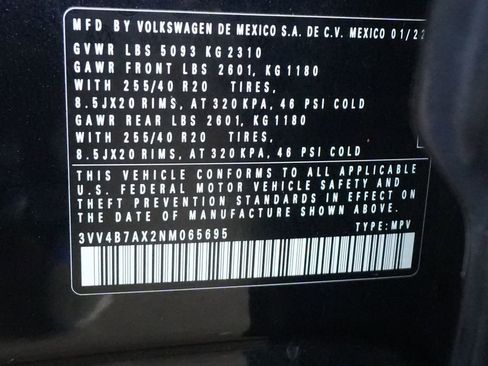 MFD BY VOLKSWAGEN DE MEXICO S.A. DE C.V. MEXICO 01/22
GVWR LBS 5093 KG 2310
GAWR FRONT LBS 2601, KG 1180
WITH 255/40 R20 TIRES,
8.5JX20 RIMS, AT 320 KPA, 46 PSI COLD
GAWR REAR LBS 2601, KG 1180
WITH 255/40 R20 TIRES,
8.5JX20 RIMS, AT 320 KPA, 46 PSI COLD
THIS VEHICLE CONFORMS TO ALL APPLICABLE
U.S. FEDERAL MOTOR VEHICLE SAFETY AND
THEFT PREVENTION STANDARDS IN EFFECT ON
THE DATE OF MANUFACTURE
3VV4B7AX2NM065695 TYPE: MPV